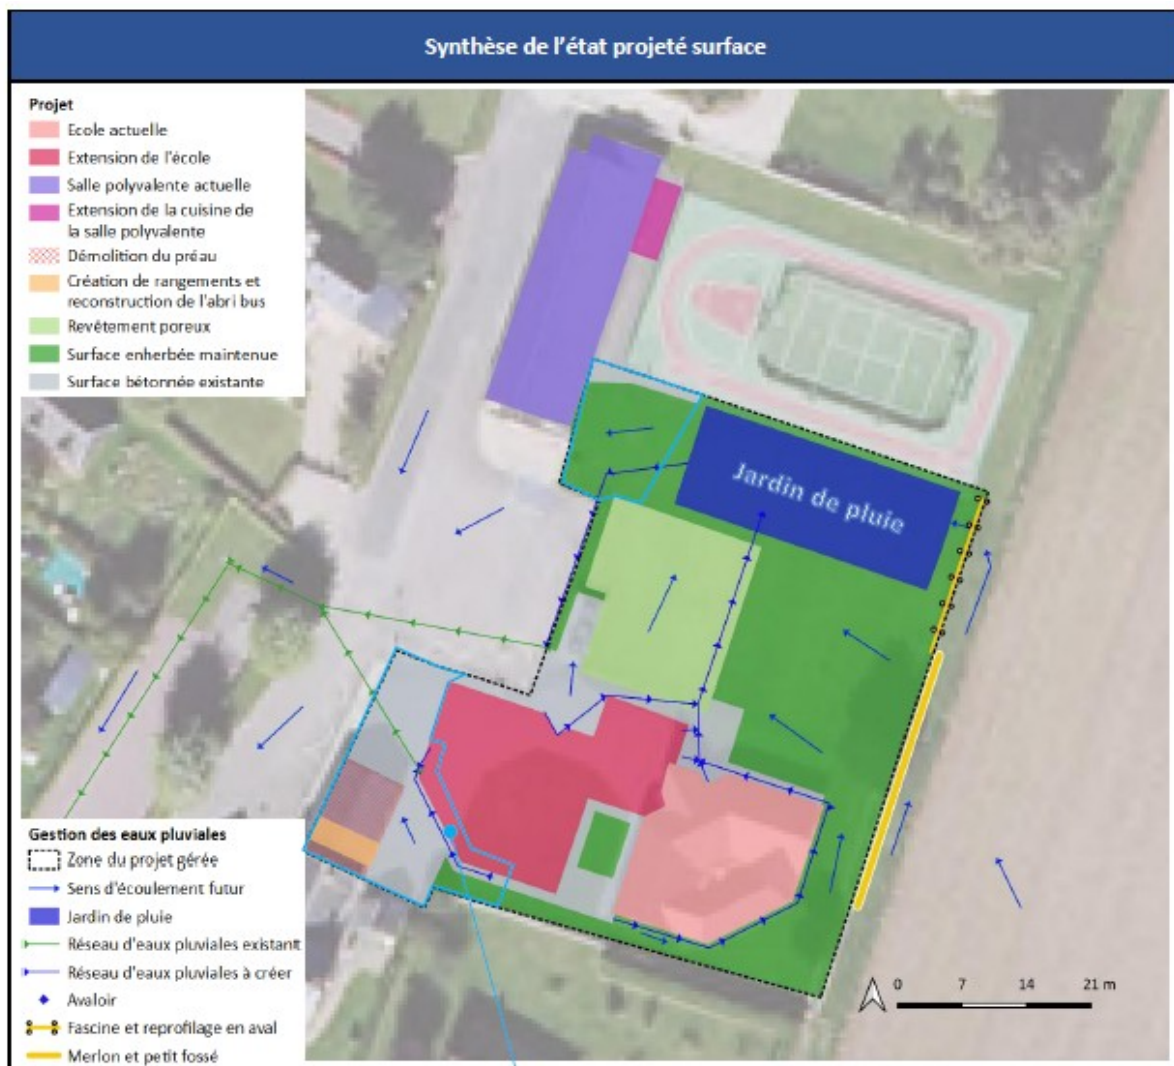 Synthèse de l'état projeté surface
Projet
Ecole actuelle
Extension de l'école
Salle polyvalente actuelle
Extension de la cuisine de
la salle polyvalente
Démolition du préau
Création de rangements et
reconstruction de l'abri bus
Revêtement poreux
Surface enherbée maintenue
Surface bétonnée existante
Jardin de pluie
Gestion des eaux pluviales
Zone du projet gérée
Sens d'écoulement futur
Jardin de pluie
Réseau d'eaux pluviales existant
Réseau d'eaux pluviales à créer
Avaloir
Fascine et reprofilage en aval
Merlon et petit fossé
0 7 14 21 m